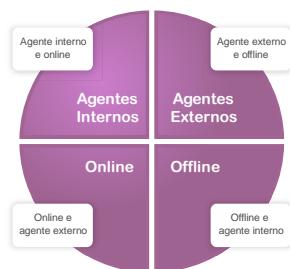 Agente interno
e online
Agente externo
e offline
Agentes
Internos
Agentes
Externos
Online
Offline
Online e
agente externo
Offline e
agente interno